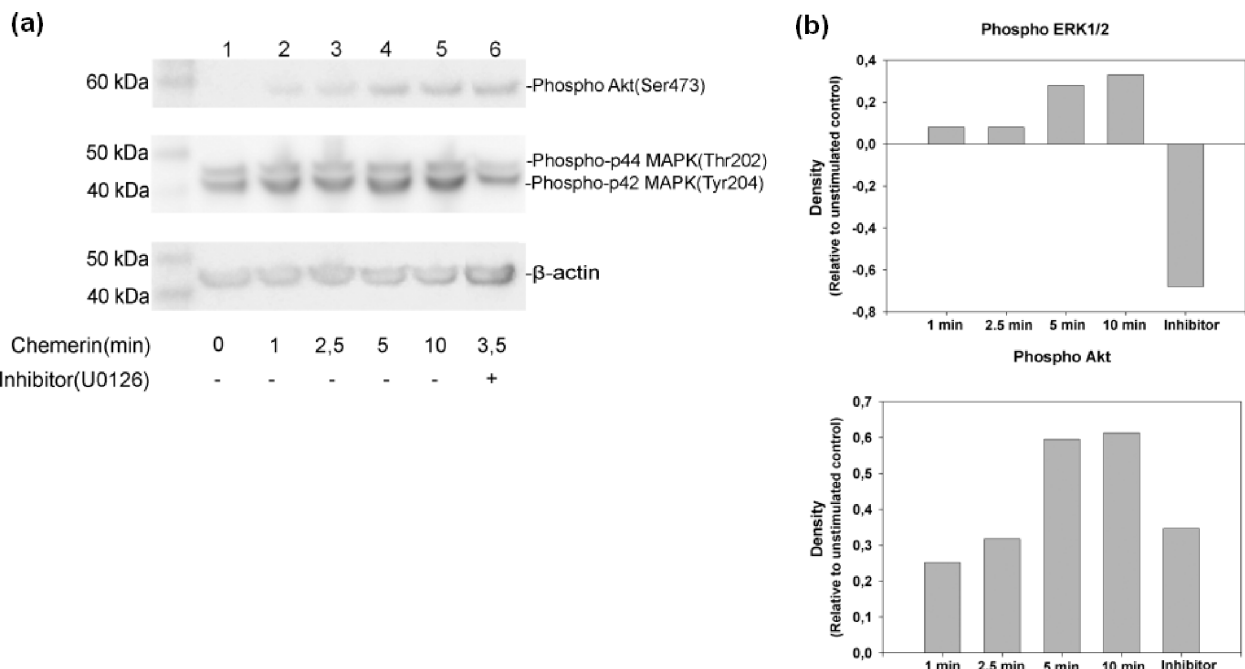 (a)
1 2 3 4 5 6
60 kDa
-Phospho Akt(Ser473)
50 kDa
-Phospho-p44 MAPK(Thr202)
40 kDa
-Phospho-p42 MAPK(Tyr204)
50 kDa
-β-actin
40 kDa
Chemerin(min) 0 1 2,5 5 10 3,5
Inhibitor(U0126) - - - - - +
(b)
Phospho ERK1/2
Density
(Relative to unstimulated control)
0,4
0,2
0,0
-0,2
-0,4
-0,6
-0,8
1 min 2.5 min 5 min 10 min Inhibitor
Phospho Akt
Density
(Relative to unstimulated control)
0,7
0,6
0,5
0,4
0,3
0,2
0,1
0,0
1 min 2.5 min 5 min 10 min Inhibitor